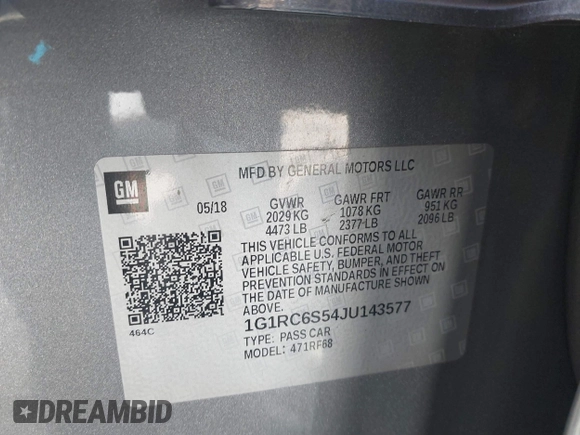 MFD BY GENERAL MOTORS LLC
GM
05/18
GVWR
2029 KG
4473 LB
GAWR FRT
1078 KG
2377 LB
GAWR RR
951 KG
2096 LB
THIS VEHICLE CONFORMS TO ALL
APPLICABLE U.S. FEDERAL MOTOR
VEHICLE SAFETY, BUMPER, AND THEFT
PREVENTION STANDARDS IN EFFECT ON
THE DATE OF MANUFACTURE SHOWN
ABOVE.
464C
1G1RC6S54JU143577
TYPE: PASS CAR
MODEL: 471RF68
DREAMBID